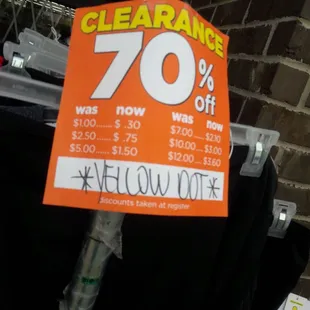 CLEARANCE
70% off
was now was now
$1.00 $ .30 $7.00 $2.10
$2.50 $ .75 $10.00 $3.00
$5.00 $1.50 $12.00 $3.60
*YELLOW DOT*
discounts taken at register